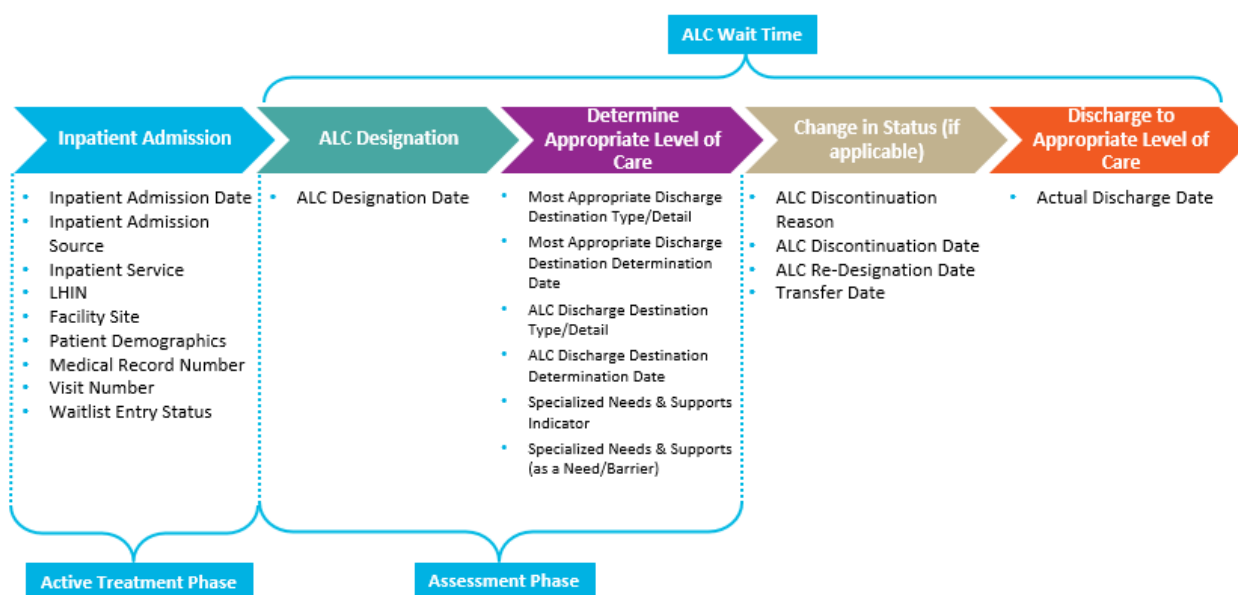 ALC Wait Time
Inpatient Admission
ALC Designation
Determine
Appropriate Level of
Care
Change in Status (if
applicable)
Discharge to
Appropriate Level of
Care
• Inpatient Admission Date
• Inpatient Admission
Source
• Inpatient Service
• LHIN
• Facility Site
• Patient Demographics
• Medical Record Number
• Visit Number
• Waitlist Entry Status
• ALC Designation Date
• Most Appropriate Discharge
Destination Type/Detail
• Most Appropriate Discharge
Destination Determination
Date
• ALC Discharge Destination
Type/Detail
• ALC Discharge Destination
Determination Date
• Specialized Needs & Supports
Indicator
• Specialized Needs & Supports
(as a Need/Barrier)
• ALC Discontinuation
Reason
• ALC Discontinuation Date
• ALC Re-Designation Date
• Transfer Date
• Actual Discharge Date
Active Treatment Phase
Assessment Phase